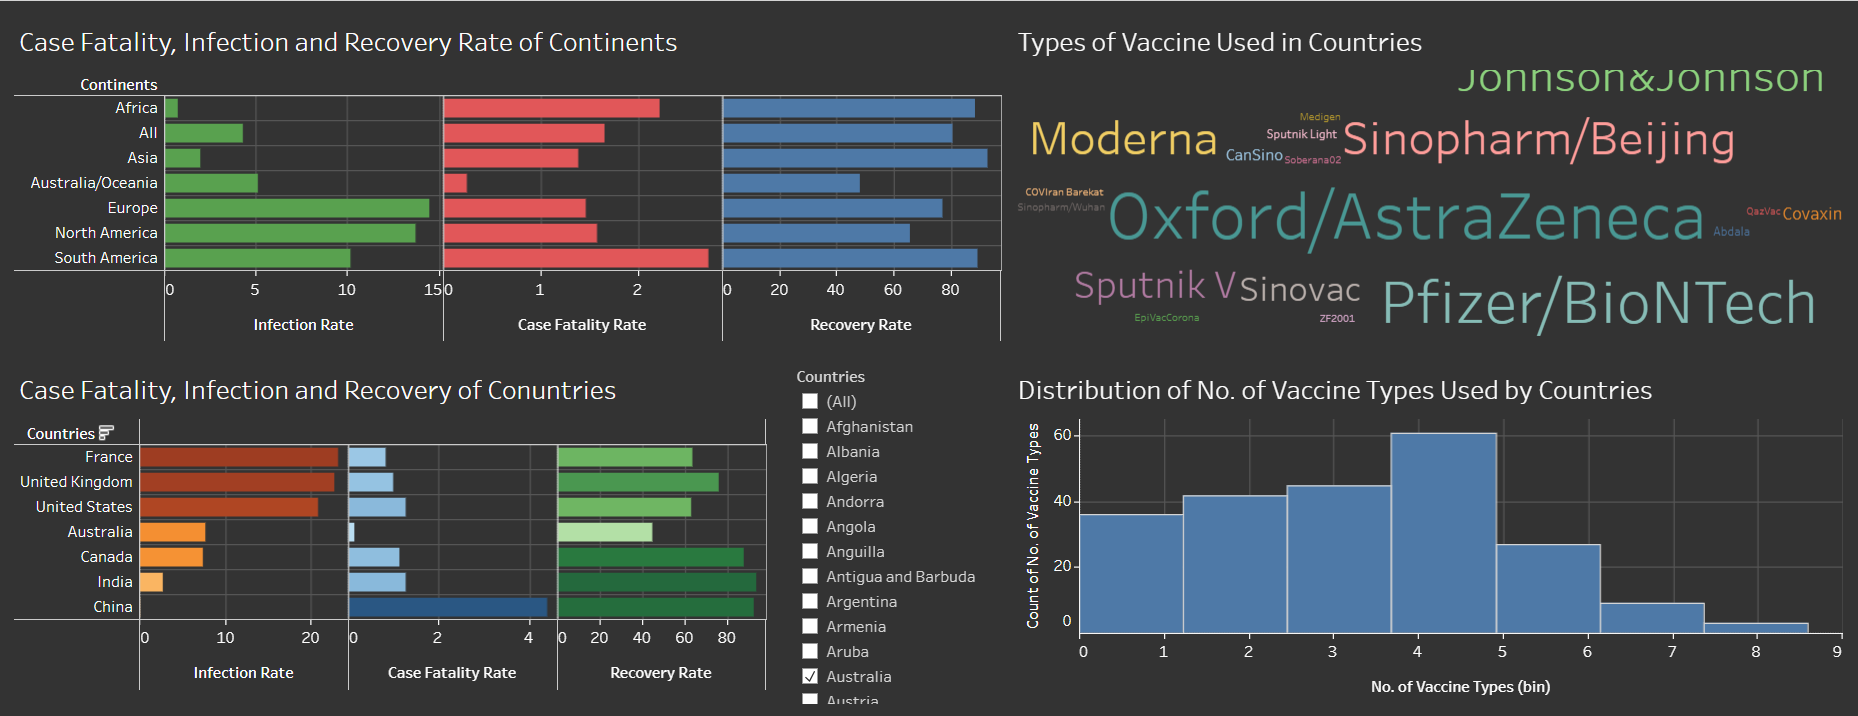 Case Fatality, Infection and Recovery Rate of Continents
Continents
Africa
All
Asia
Australia/Oceania
Europe
North America
South America
0 5 10 15
Infection Rate
0 1 2
Case Fatality Rate
0 20 40 60 80
Recovery Rate
Types of Vaccine Used in Countries
Johnson&Johnson
Medigen
Moderna
Sputnik Light
Sinopharm/Beijing
CanSino
Soberana02
COVIran Barekat
Sinopharm/Wuhan
Oxford/AstraZeneca
QazVac
Covaxin
Abdala
Sputnik V
Sinovac
Pfizer/BioNTech
EpiVacCorona
ZF2001
Case Fatality, Infection and Recovery of Conuntries
Countries
France
United Kingdom
United States
Australia
Canada
India
China
0 10 20
Infection Rate
0 2 4
Case Fatality Rate
0 20 40 60 80
Recovery Rate
Countries
(All)
Afghanistan
Albania
Algeria
Andorra
Angola
Anguilla
Antigua and Barbuda
Argentina
Armenia
Aruba
Australia
Austria
Distribution of No. of Vaccine Types Used by Countries
Count of No. of Vaccine Types
60
40
20
0
0 1 2 3 4 5 6 7 8 9
No. of Vaccine Types (bin)